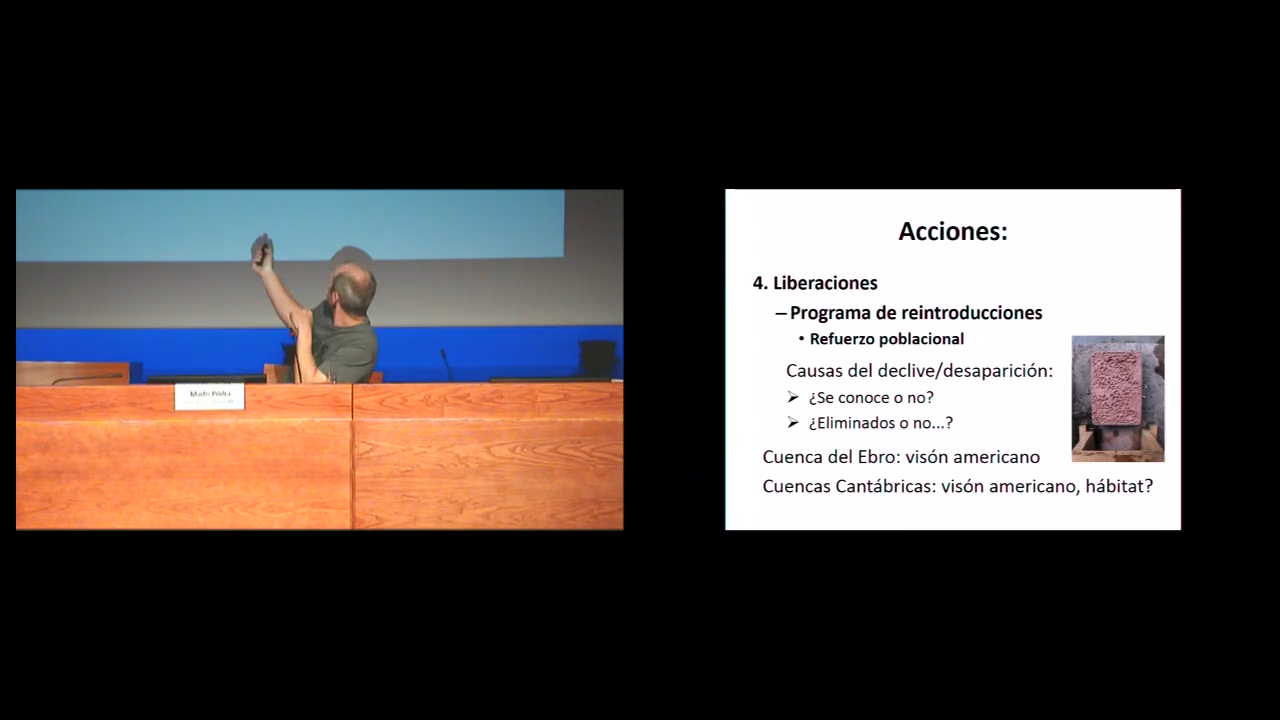 Acciones:
4. Liberaciones
– Programa de reintroducciones
• Refuerzo poblacional
Causas del declive/desaparición:
➢ ¿Se conoce o no?
➢ ¿Eliminados o no...?
Cuenca del Ebro: visón americano
Cuencas Cantábricas: visón americano, hábitat?